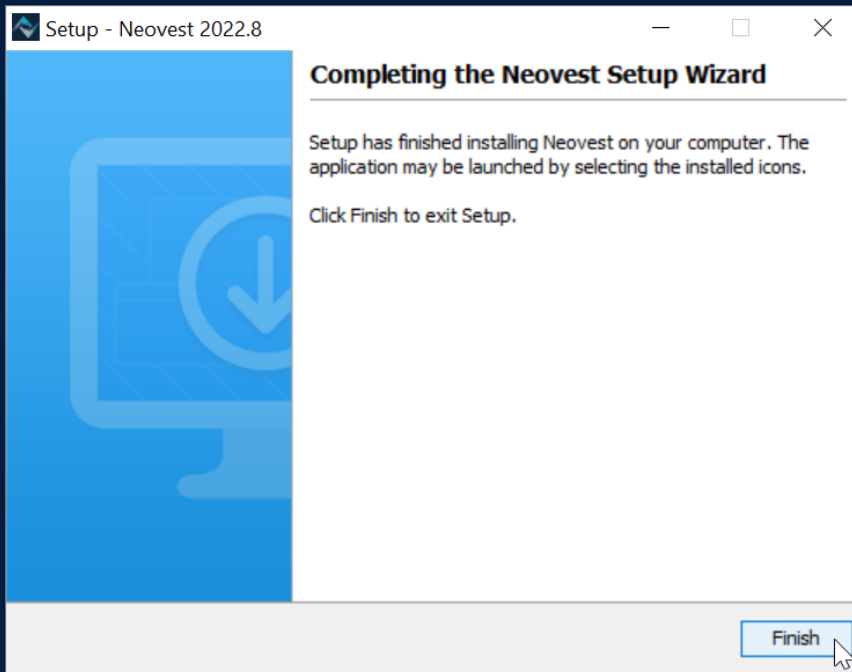 Setup - Neovest 2022.8
Completing the Neovest Setup Wizard
Setup has finished installing Neovest on your computer. The
application may be launched by selecting the installed icons.
Click Finish to exit Setup.
Finish